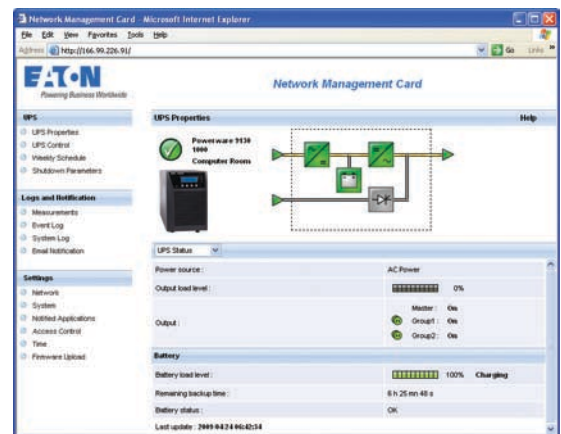 Network Management Card - Microsoft Internet Explorer
File Edit View Favorites Tools Help
Address http://166.99.226.91/ Go Links »
EATON
Powering Business Worldwide
Network Management Card
UPS
UPS Properties
UPS Control
Weekly Schedule
Shutdown Parameters
Logs and Notification
Measurements
Event Log
System Log
Email Notification
Settings
Network
System
Notified Applications
Access Control
Time
Firmware Upload
UPS Properties Help
Powerware 9130
1000
Computer Room
UPS Status
Power source : AC Power
Output load level : 0%
Output :
Master : On
Group1 : On
Group2 : On
Battery
Battery load level : 100% Charging
Remaining backup time : 6 h 25 mn 48 s
Battery status : OK
Last update : 2009/04/24 06:42:14